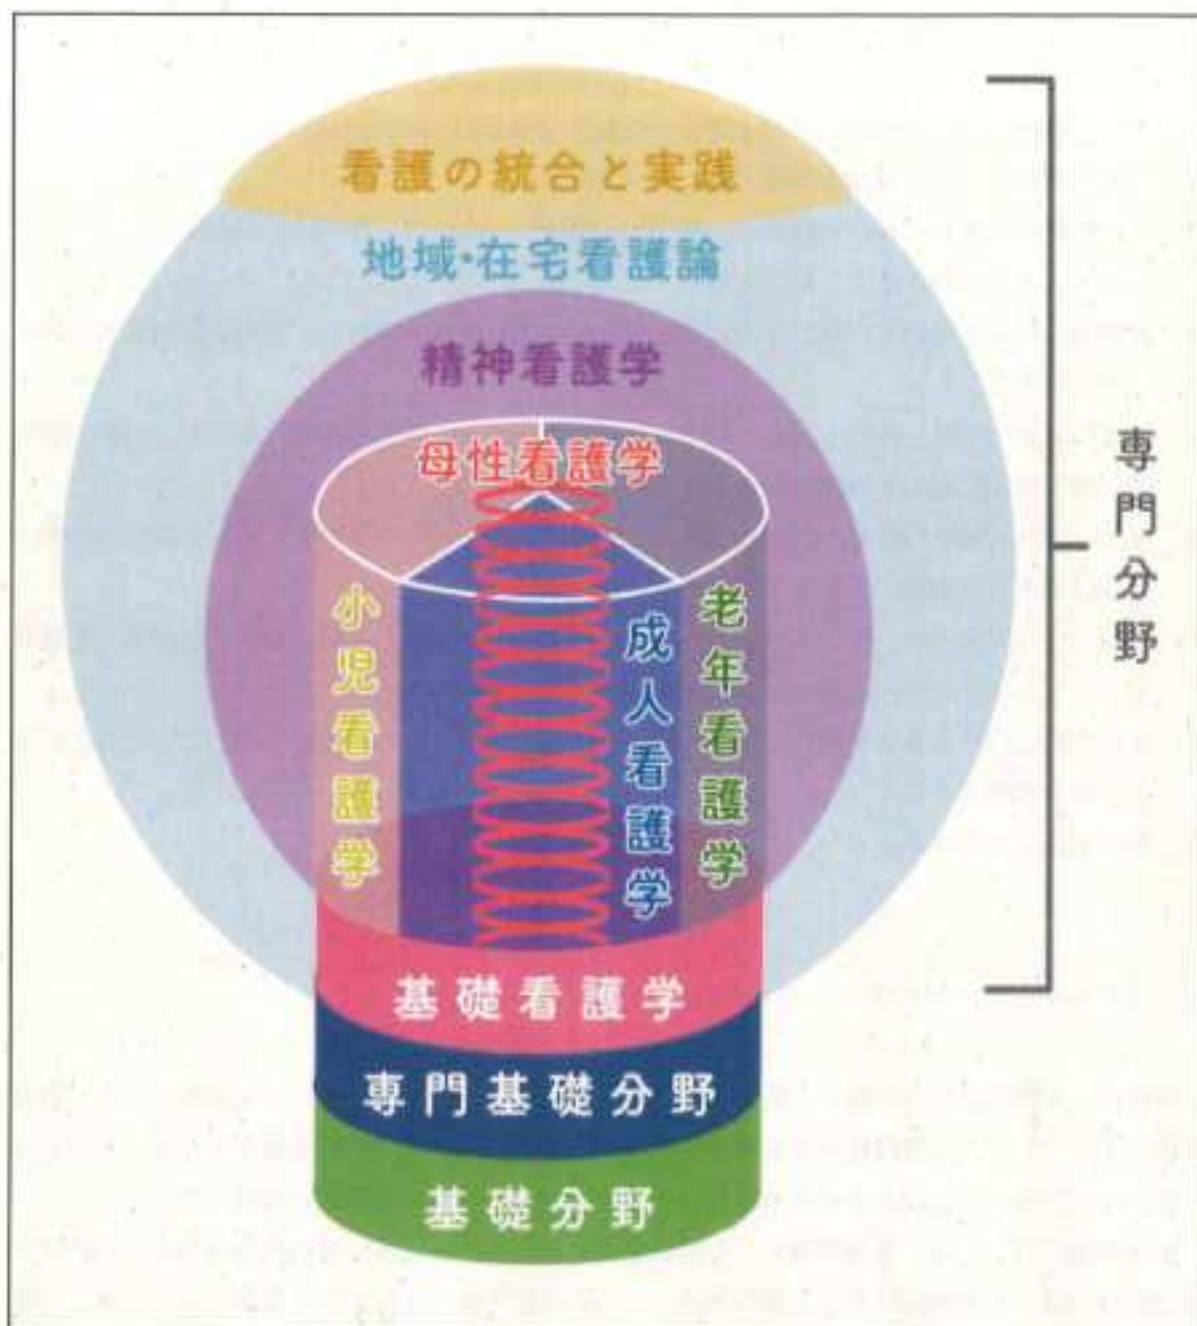 看護の統合と実践
地域・在宅看護論
精神看護学
母性看護学
小児看護学
成人看護学
老年看護学
基礎看護学
専門基礎分野
基礎分野
専門分野